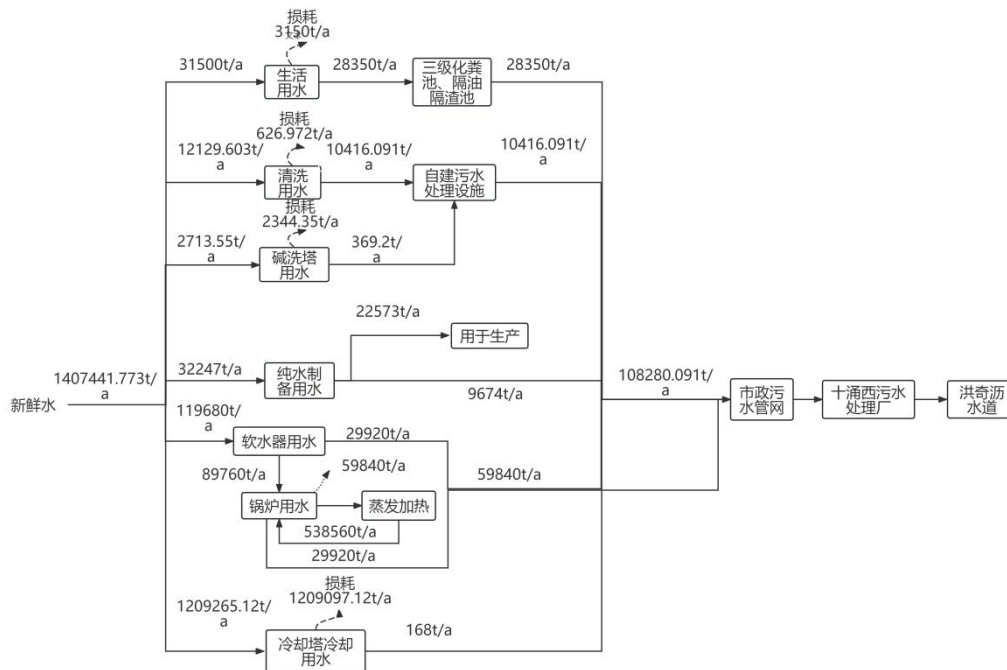 损耗
3150t/a
31500t/a
生活
用水
28350t/a
三级化粪
池、隔油
隔渣池
28350t/a
损耗
626.972t/a
12129.603t/
a
清洗
用水
10416.091t/
a
自建污水
处理设施
10416.091t/
a
损耗
2344.35t/a
2713.55t/
a
碱洗塔
用水
369.2t/
a
22573t/a
用于生产
32247t/a
纯水制
备用水
9674t/a
新鲜水
1407441.773t/
a
108280.091t/
a
市政污
水管网
十涌西污水
处理厂
洪奇沥
水道
119680t/
a
软水器用水
29920t/a
89760t/a
59840t/a
59840t/a
锅炉用水
蒸发加热
538560t/a
29920t/a
损耗
1209097.12t/a
1209265.12t/
a
冷却塔冷却
用水
168t/a